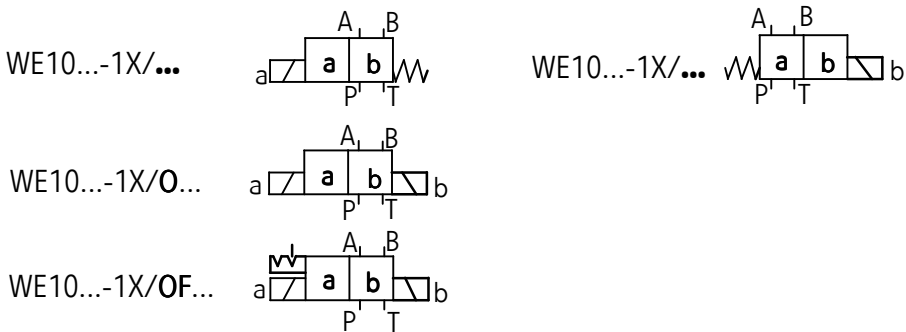 A B
WE10...-1X/... a a b
P T
A B
WE10...-1X/... a b b
P T
A B
WE10...-1X/O... a a b b
P T
A B
WE10...-1X/OF... a a b b
P T